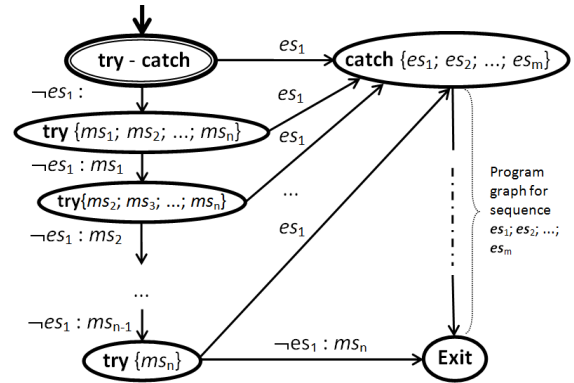 es₁
try - catch
catch {es₁; es₂; ...; esₘ}
¬es₁ :
es₁
try {ms₁; ms₂; ...; msₙ}
es₁
¬es₁ : ms₁
...
try{ms₂; ms₃; ...; msₙ}
es₁
¬es₁ : ms₂
Program
graph for
sequence
es₁; es₂; ...;
esₘ
...
¬es₁ : msₙ₋₁
¬es₁ : msₙ
try {msₙ}
Exit